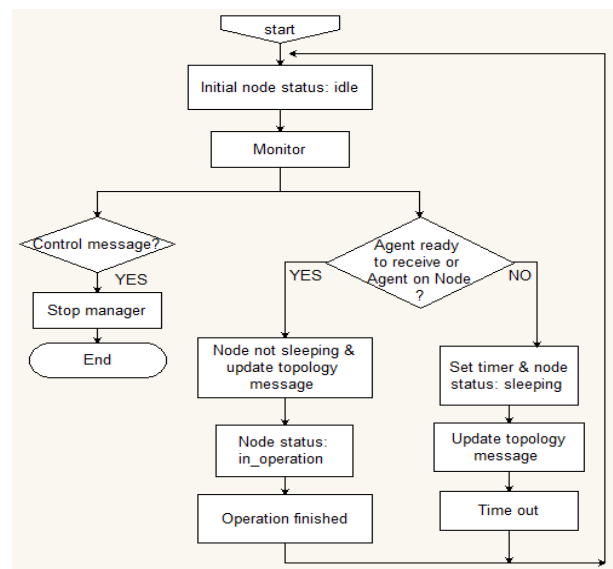 start
Initial node status: idle
Monitor
Control message?
YES
Stop manager
End
Agent ready
to receive or
Agent on Node
?
YES
NO
Node not sleeping &
update topology
message
Node status:
in_operation
Operation finished
Set timer & node
status: sleeping
Update topology
message
Time out